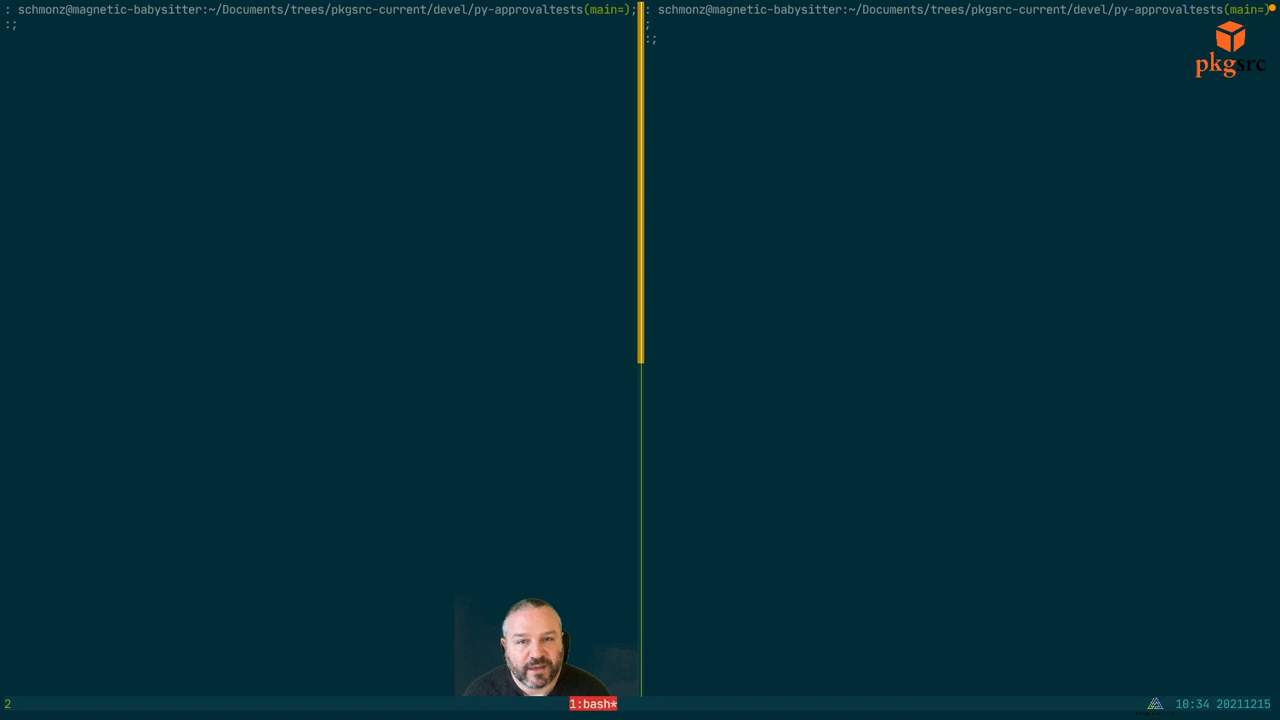 : schmonz@magnetic-babysitter:~/Documents/trees/pkgsrc-current/devel/py-approvaltests(main=);
:;
: schmonz@magnetic-babysitter:~/Documents/trees/pkgsrc-current/devel/py-approvaltests(main=)
;
:;
pkgsrc
2
1:bash*
10:34 20211215